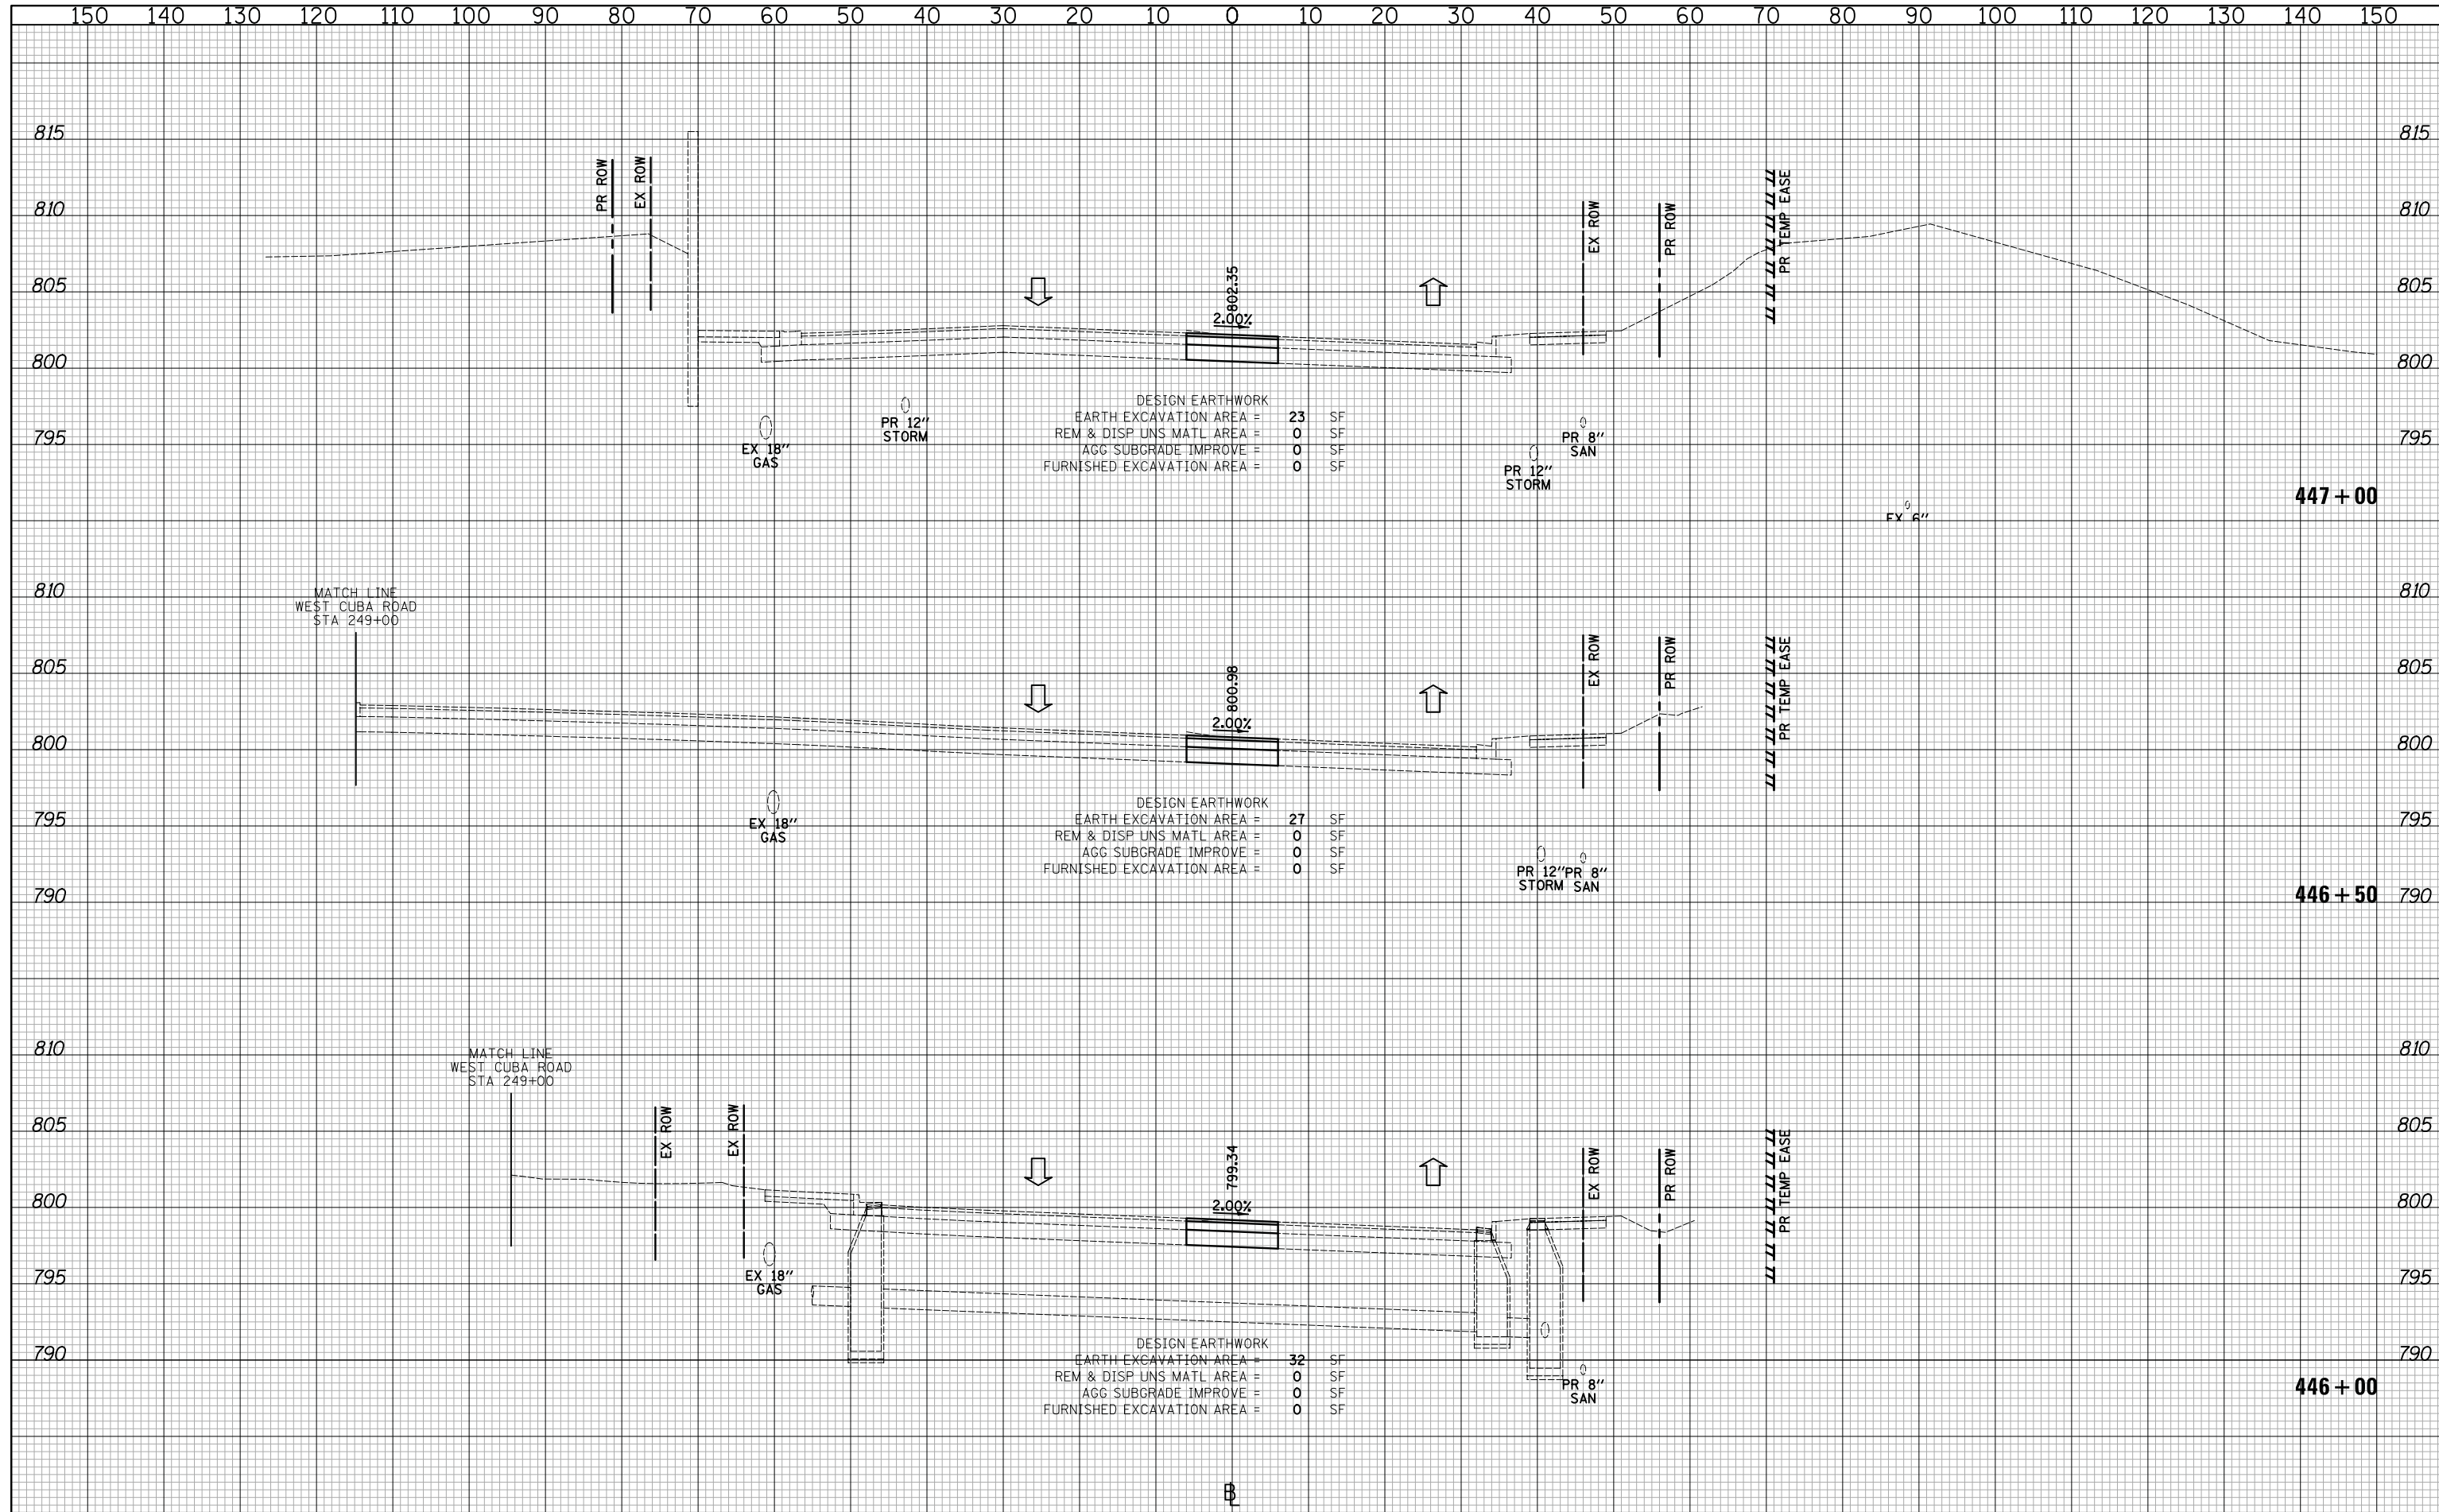 150 140 130 120 110 100 90 80 70 60 50 40 30 20 10 0 10 20 30 40 50 60 70 80 90 100 110 120 130 140 150
815 815
PR ROW
EX ROW
EX ROW
PR ROW
PR TEMP EASE
810 810
805 805
802.35
2.00%
800 800
DESIGN EARTHWORK
EARTH EXCAVATION AREA = 23 SF
REM & DISP UNS MATL AREA = 0 SF
AGG SUBGRADE IMPROVE = 0 SF
FURNISHED EXCAVATION AREA = 0 SF
PR 12"
STORM
795 795
EX 18"
GAS
PR 8"
SAN
PR 12"
STORM
447+00
EX 6"
810 810
MATCH LINE
WEST CUBA ROAD
STA 249+00
EX ROW
PR ROW
PR TEMP EASE
805 805
800.98
2.00%
800 800
DESIGN EARTHWORK
EARTH EXCAVATION AREA = 27 SF
REM & DISP UNS MATL AREA = 0 SF
AGG SUBGRADE IMPROVE = 0 SF
FURNISHED EXCAVATION AREA = 0 SF
795 795
EX 18"
GAS
PR 12"
STORM
PR 8"
SAN
790 446+50 790
810 810
MATCH LINE
WEST CUBA ROAD
STA 249+00
EX ROW
EX ROW
EX ROW
PR ROW
PR TEMP EASE
805 805
799.34
2.00%
800 800
795 795
EX 18"
GAS
DESIGN EARTHWORK
EARTH EXCAVATION AREA = 32 SF
REM & DISP UNS MATL AREA = 0 SF
AGG SUBGRADE IMPROVE = 0 SF
FURNISHED EXCAVATION AREA = 0 SF
790 790
PR 8"
SAN
446+00
BL